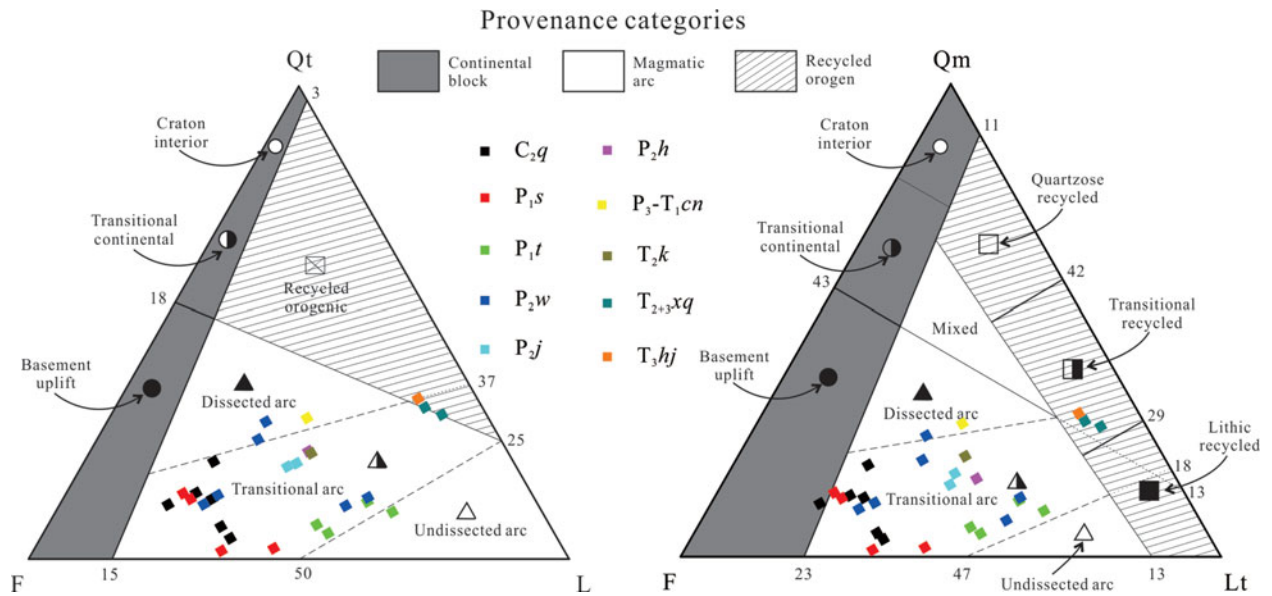 Provenance categories
Continental
block
Magmatic
arc
Recycled
orogen
Qt
3
Craton
interior
Transitional
continental
18
Recycled
orogenic
Basement
uplift
37
25
Dissected arc
Transitional arc
Undissected arc
F
15
50
L
C₂q
P₁s
P₁t
P₂w
P₂j
P₂h
P₃-T₁cn
T₂k
T₂₊₃xq
T₃hj
Qm
11
Craton
interior
Quartzose
recycled
Transitional
continental
42
43
Mixed
Transitional
recycled
Basement
uplift
Dissected arc
29
Lithic
recycled
18
13
Transitional arc
F
23
47
13
Lt
Undissected arc